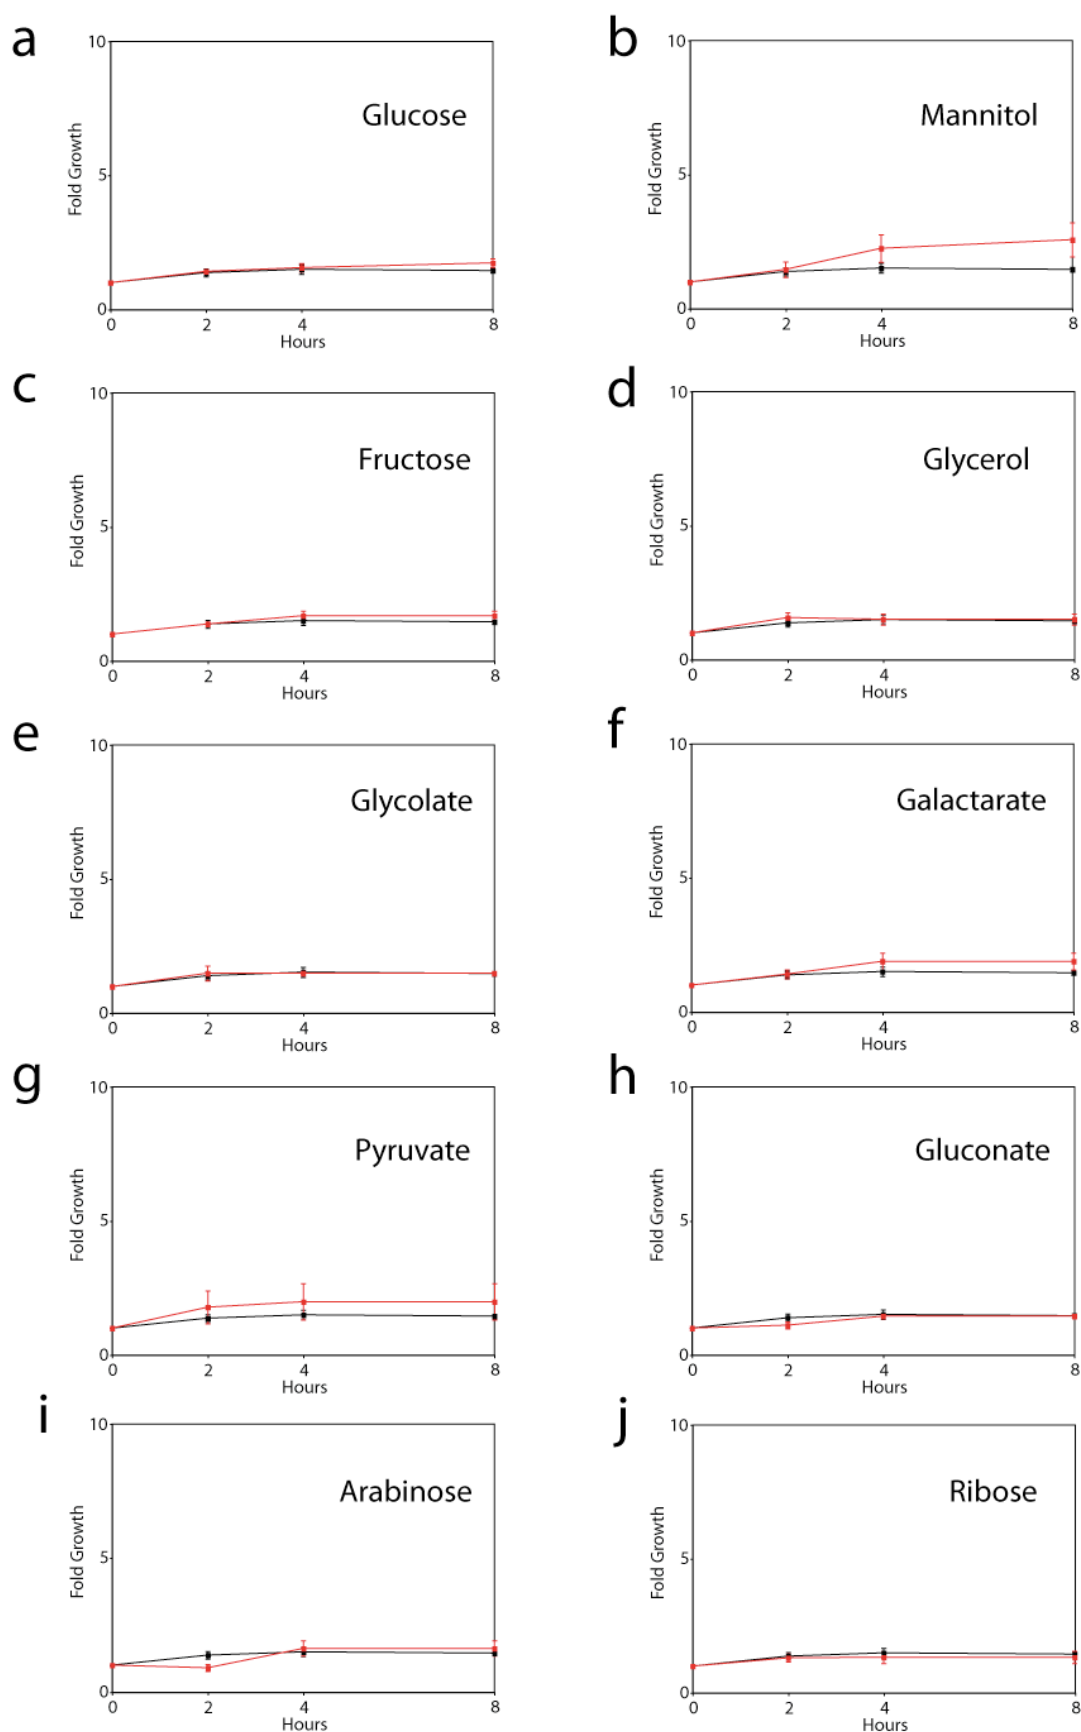 a
10
Glucose
Fold Growth
5
0
0 2 4 8
Hours
b
10
Mannitol
Fold Growth
5
0
0 2 4 8
Hours
c
10
Fructose
Fold Growth
5
0
0 2 4 8
Hours
d
10
Glycerol
Fold Growth
5
0
0 2 4 8
Hours
e
10
Glycolate
Fold Growth
5
0
0 2 4 8
Hours
f
10
Galactarate
Fold Growth
5
0
0 2 4 8
Hours
g
10
Pyruvate
Fold Growth
5
0
0 2 4 8
Hours
h
10
Gluconate
Fold Growth
5
0
0 2 4 8
Hours
i
10
Arabinose
Fold Growth
5
0
0 2 4 8
Hours
j
10
Ribose
Fold Growth
5
0
0 2 4 8
Hours